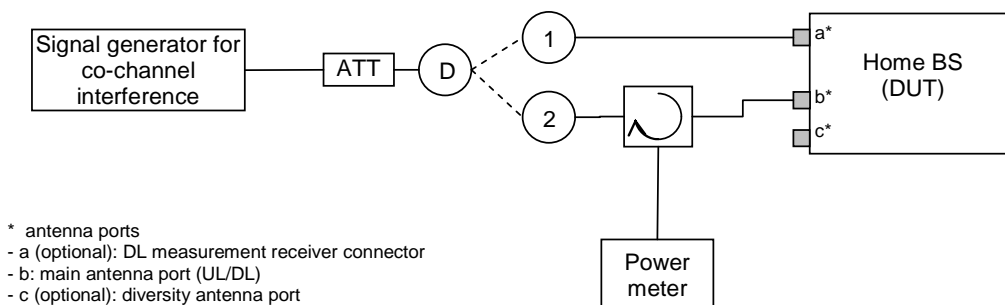 Signal generator for
co-channel
interference
ATT
D
1
2
a*
b*
c*
Home BS
(DUT)
Power
meter
* antenna ports
- a (optional): DL measurement receiver connector
- b: main antenna port (UL/DL)
- c (optional): diversity antenna port